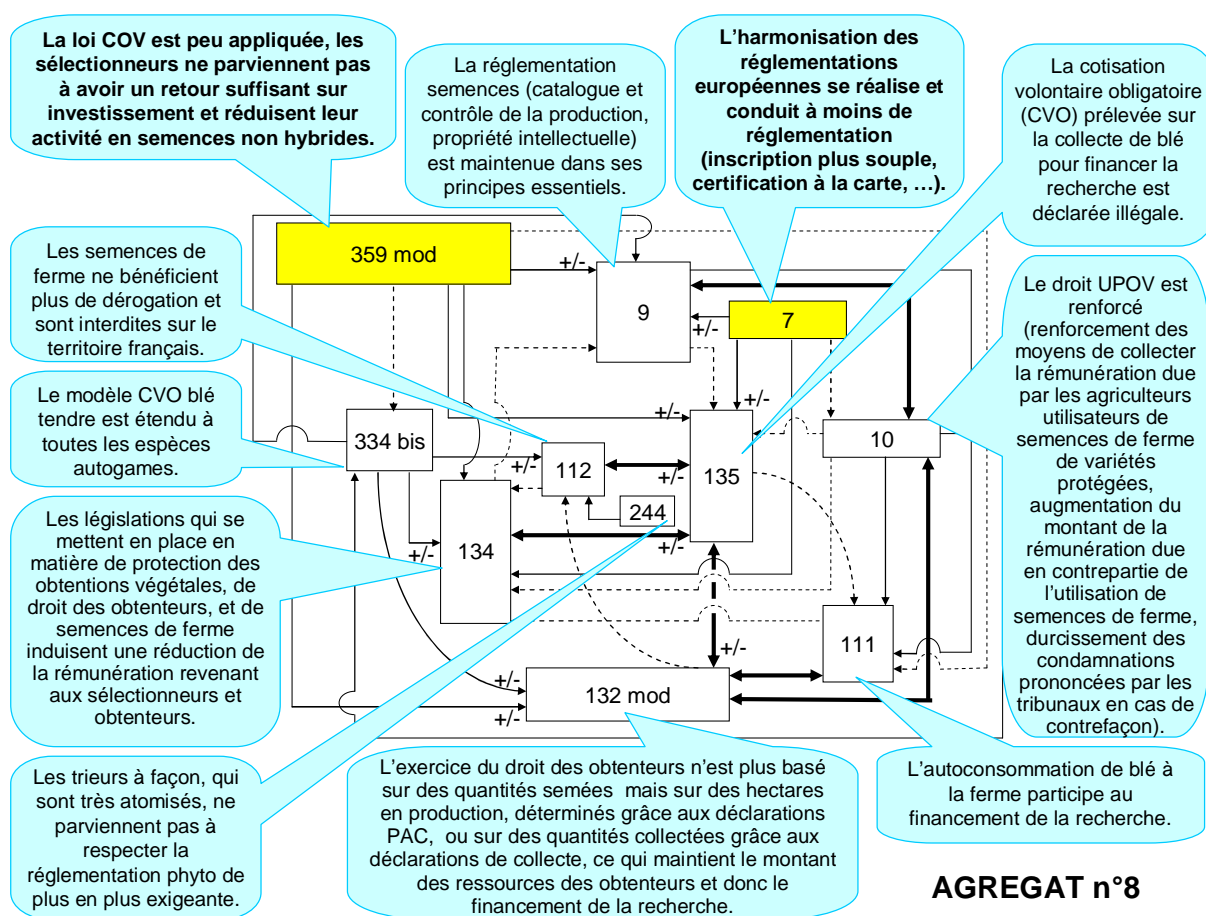 La loi COV est peu appliquée, les
sélectionneurs ne parviennent pas
à avoir un retour suffisant sur
investissement et réduisent leur
activité en semences non hybrides.
La réglementation
semences (catalogue et
contrôle de la production,
propriété intellectuelle)
est maintenue dans ses
principes essentiels.
L'harmonisation des
réglementations
européennes se réalise et
conduit à moins de
réglementation
(inscription plus souple,
certification à la carte, …).
La cotisation
volontaire obligatoire
(CVO) prélevée sur
la collecte de blé
pour financer la
recherche est
déclarée illégale.
Les semences de
ferme ne bénéficient
plus de dérogation et
sont interdites sur le
territoire français.
Le modèle CVO blé
tendre est étendu à
toutes les espèces
autogames.
Les législations qui se
mettent en place en
matière de protection des
obtentions végétales, de
droit des obtenteurs, et de
semences de ferme
induisent une réduction de
la rémunération revenant
aux sélectionneurs et
obtenteurs.
Les trieurs à façon, qui
sont très atomisés, ne
parviennent pas à
respecter la
réglementation phyto de
plus en plus exigeante.
359 mod
+/-
9
+/-
7
334 bis
+/-
112
+/-
+/-
+/-
135
10
244
+/-
134
+/-
111
+/-
+/-
+/-
132 mod
Le droit UPOV est
renforcé
(renforcement des
moyens de collecter
la rémunération due
par les agriculteurs
utilisateurs de
semences de ferme
de variétés
protégées,
augmentation du
montant de la
rémunération due
en contrepartie de
l'utilisation de
semences de ferme,
durcissement des
condamnations
prononcées par les
tribunaux en cas de
contrefaçon).
L'exercice du droit des obtenteurs n'est plus basé
sur des quantités semées mais sur des hectares
en production, déterminés grâce aux déclarations
PAC, ou sur des quantités collectées grâce aux
déclarations de collecte, ce qui maintient le montant
des ressources des obtenteurs et donc le
financement de la recherche.
L'autoconsommation de blé à
la ferme participe au
financement de la recherche.
AGREGAT n°8